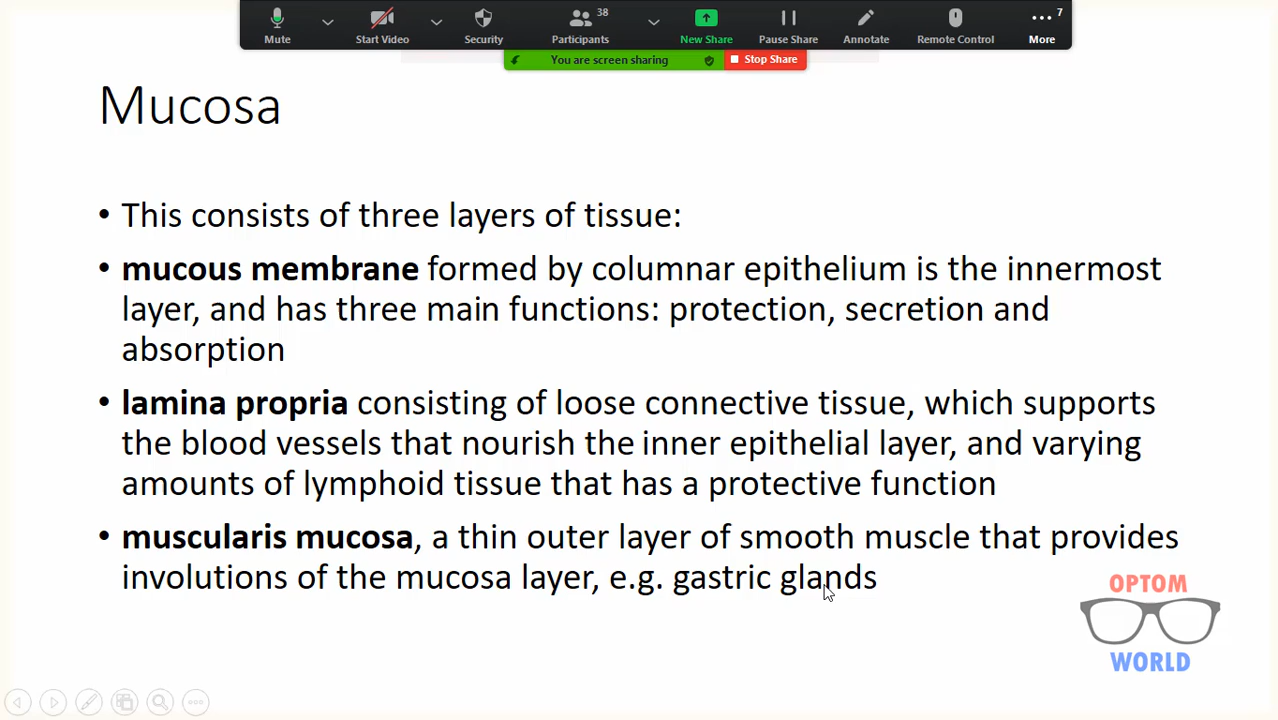 38
7
Mute
Start Video
Security
Participants
New Share
Pause Share
Annotate
Remote Control
More
You are screen sharing
Stop Share
Mucosa
• This consists of three layers of tissue:
• mucous membrane formed by columnar epithelium is the innermost
layer, and has three main functions: protection, secretion and
absorption
• lamina propria consisting of loose connective tissue, which supports
the blood vessels that nourish the inner epithelial layer, and varying
amounts of lymphoid tissue that has a protective function
• muscularis mucosa, a thin outer layer of smooth muscle that provides
involutions of the mucosa layer, e.g. gastric glands
OPTOM
WORLD